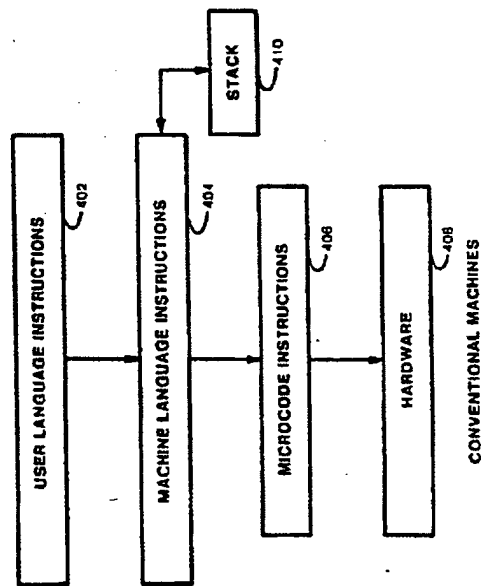 USER LANGUAGE INSTRUCTIONS
402
MACHINE LANGUAGE INSTRUCTIONS
404
STACK
410
MICROCODE INSTRUCTIONS
406
HARDWARE
408
CONVENTIONAL MACHINES